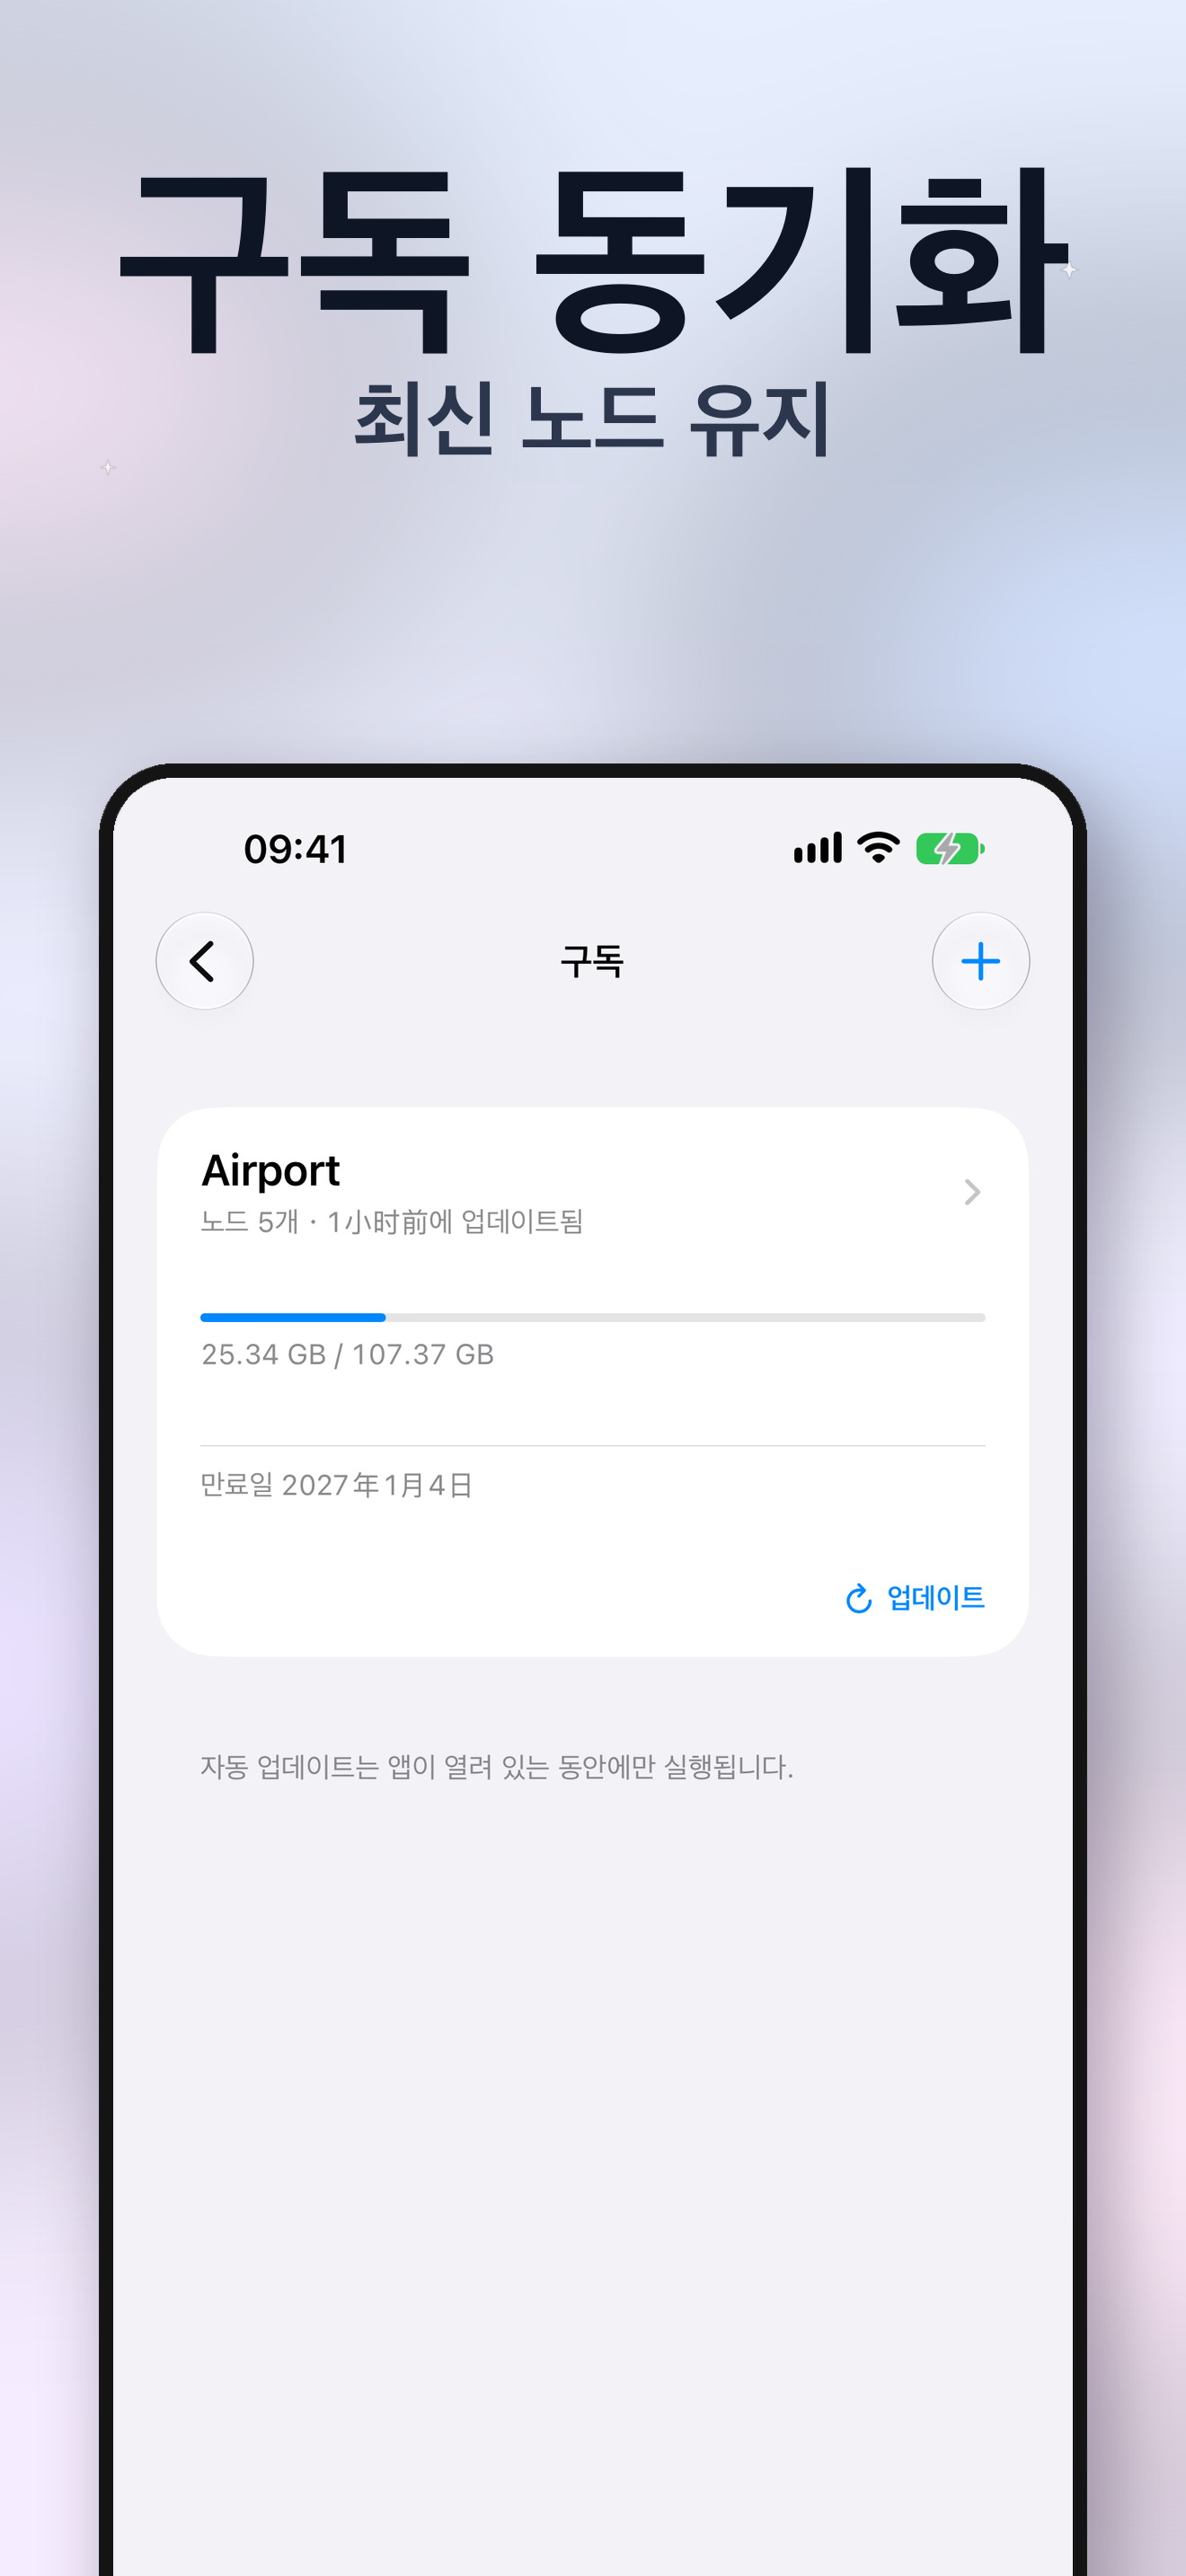 구독 동기화
최신 노드 유지
09:41
구독
Airport
노드 5개 · 1小时前에 업데이트됨
25.34 GB / 107.37 GB
만료일 2027年1月4日
업데이트
자동 업데이트는 앱이 열려 있는 동안에만 실행됩니다.